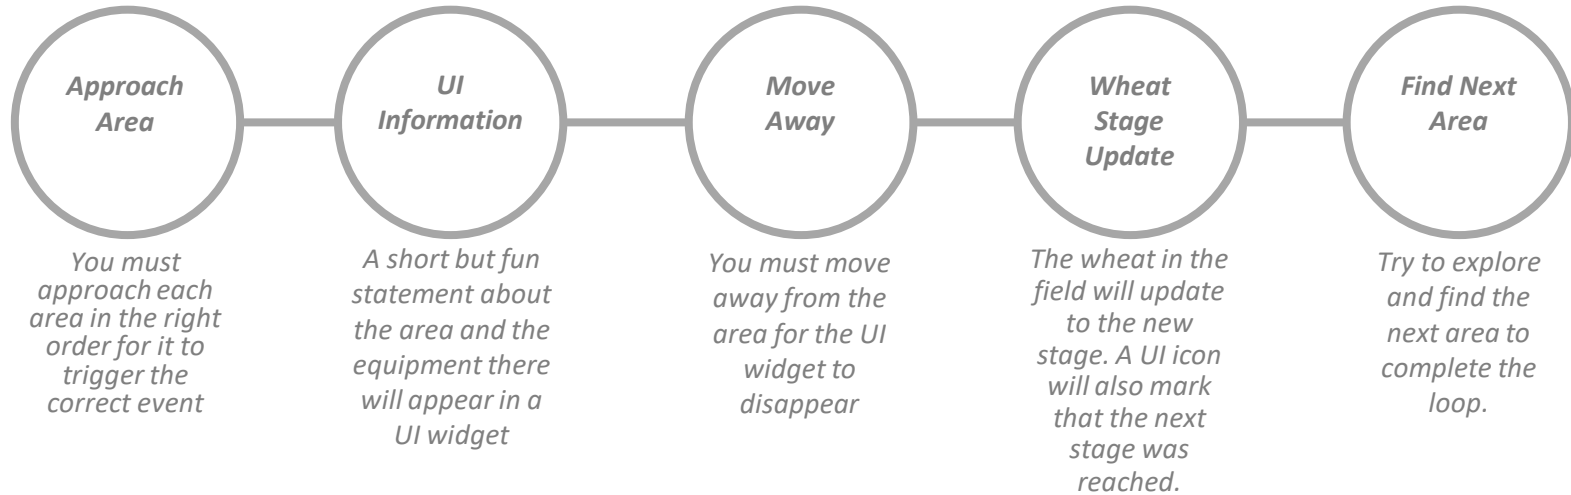 Approach
Area
UI
Information
Move
Away
Wheat
Stage
Update
Find Next
Area
You must
approach each
area in the right
order for it to
trigger the
correct event
A short but fun
statement about
the area and the
equipment there
will appear in a
UI widget
You must move
away from the
area for the UI
widget to
disappear
The wheat in the
field will update
to the new
stage. A UI icon
will also mark
that the next
stage was
reached.
Try to explore
and find the
next area to
complete the
loop.